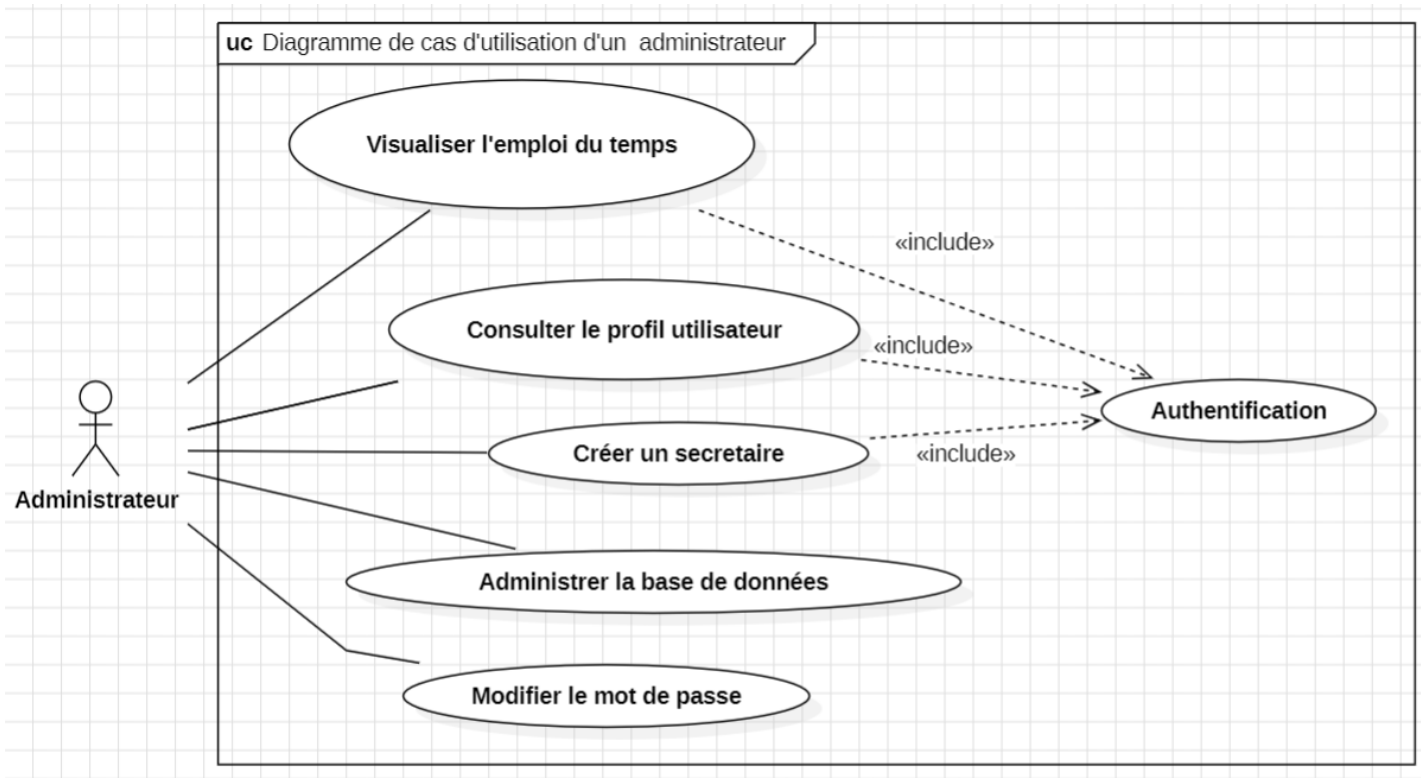 uc Diagramme de cas d'utilisation d'un administrateur
Visualiser l'emploi du temps
«include»
Consulter le profil utilisateur
«include»
Authentification
Créer un secretaire
«include»
Administrateur
Administrer la base de données
Modifier le mot de passe